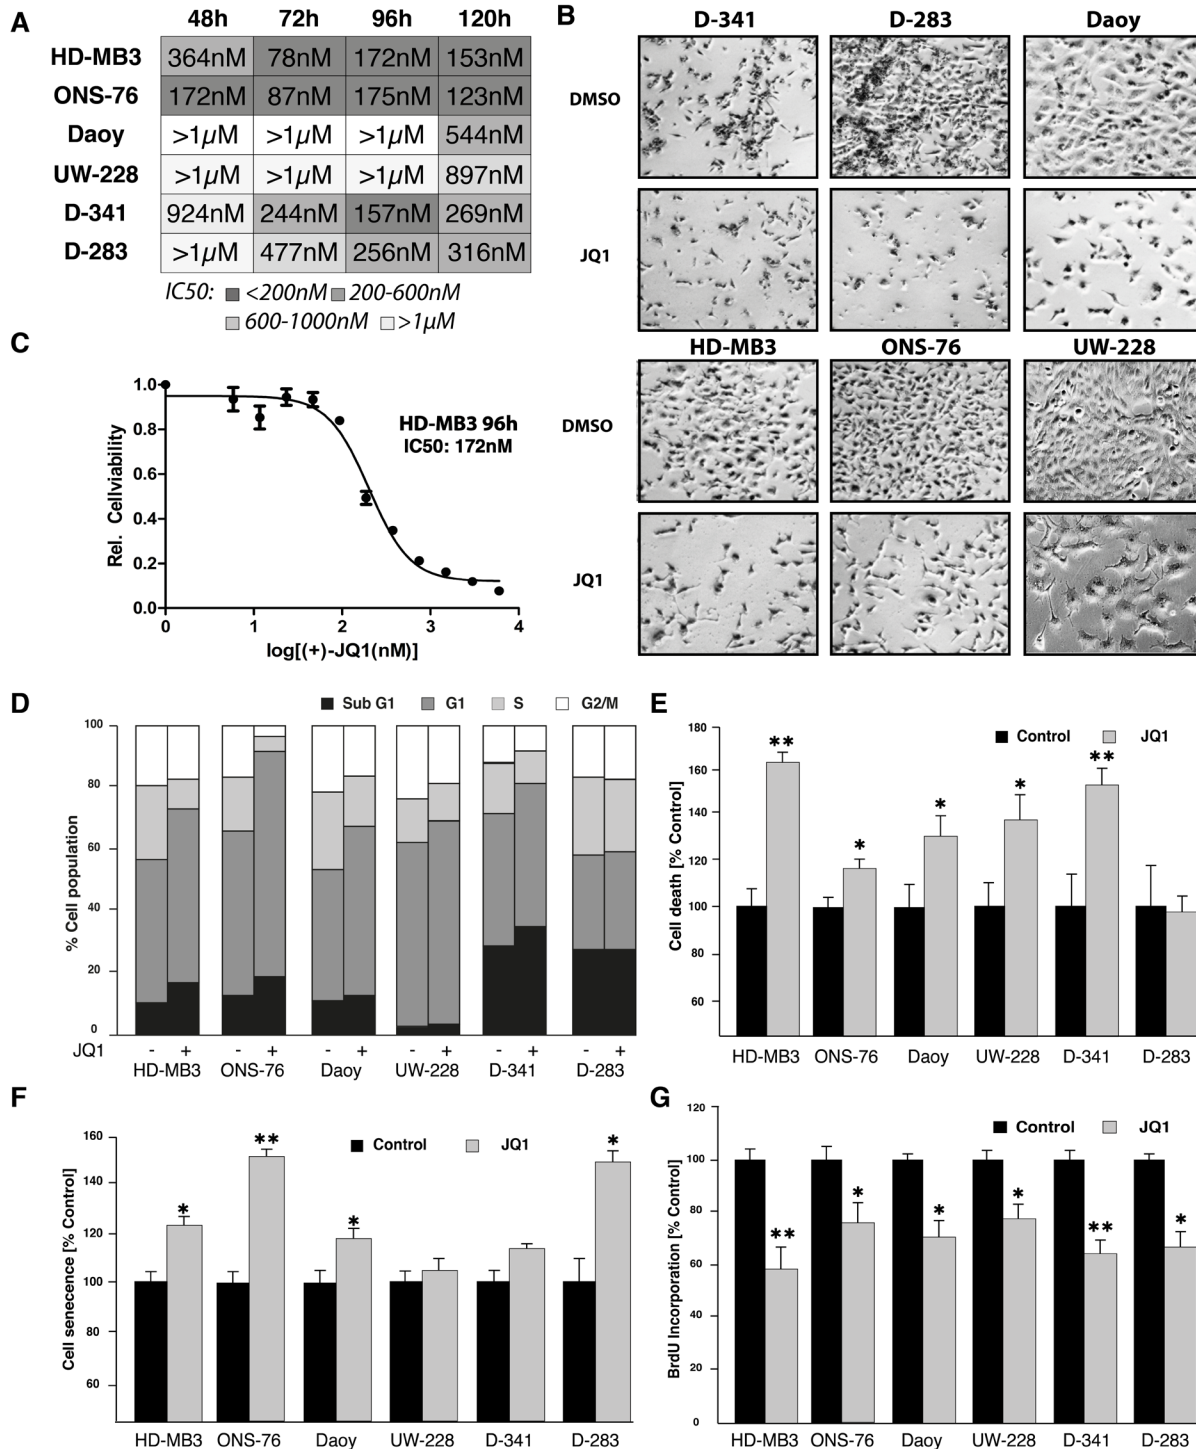 A
48h 72h 96h 120h
HD-MB3 364nM 78nM 172nM 153nM
ONS-76 172nM 87nM 175nM 123nM
Daoy >1µM >1µM >1µM 544nM
UW-228 >1µM >1µM >1µM 897nM
D-341 924nM 244nM 157nM 269nM
D-283 >1µM 477nM 256nM 316nM
IC50: <200nM 200-600nM
600-1000nM >1µM
B
D-341 D-283 Daoy
DMSO
JQ1
HD-MB3 ONS-76 UW-228
DMSO
JQ1
C
1.0
0.8
0.6
0.4
0.2
0.0
Rel. Cellviability
HD-MB3 96h
IC50: 172nM
0 1 2 3 4
log[(+)-JQ1(nM)]
D
Sub G1 G1 S G2/M
100
80
60
40
20
0
% Cell population
JQ1 - + - + - + - + - + - +
HD-MB3 ONS-76 Daoy UW-228 D-341 D-283
E
Control JQ1
180
160
140
120
100
80
60
Cell death [% Control]
** * * * **
HD-MB3 ONS-76 Daoy UW-228 D-341 D-283
F
Control JQ1
160
140
120
100
80
60
Cell senecence [% Control]
* ** * *
HD-MB3 ONS-76 Daoy UW-228 D-341 D-283
G
Control JQ1
120
100
80
60
40
20
0
BrdU Incorporation [% Control]
** * * * ** *
HD-MB3 ONS-76 Daoy UW-228 D-341 D-283